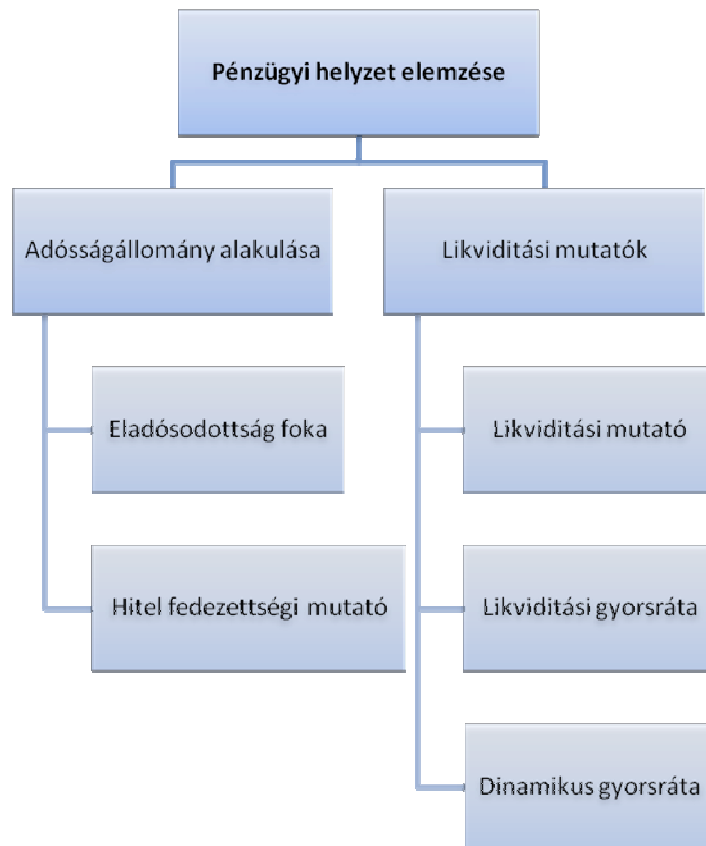 Pénzügyi helyzet elemzése
Adósságállomány alakulása
Likviditási mutatók
Eladósodottság foka
Hitel fedezettségi mutató
Likviditási mutató
Likviditási gyorsráta
Dinamikus gyorsráta